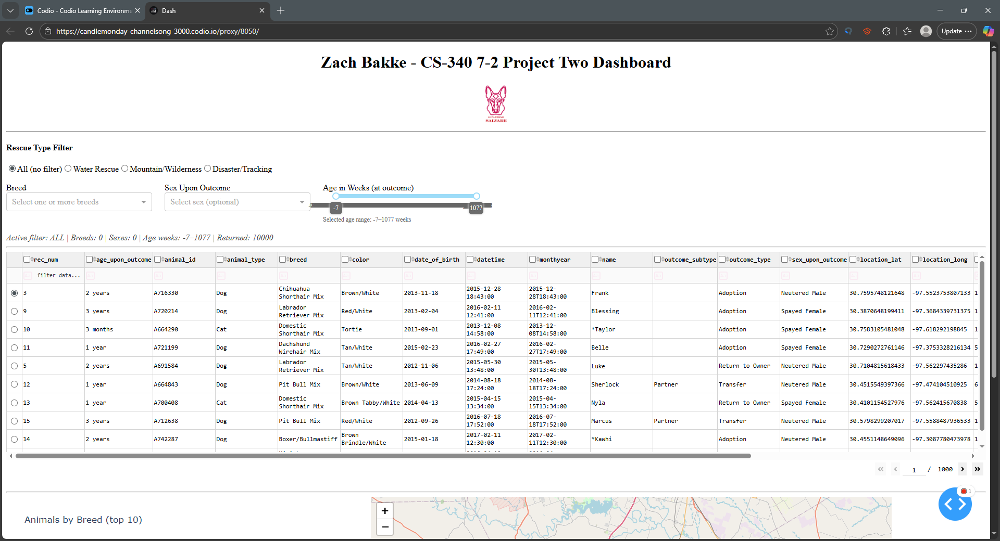 Codio - Codio Learning Environme
Dash
https://candlemonday-channelsong-3000.codio.io/proxy/8050/
Update
Zach Bakke - CS-340 7-2 Project Two Dashboard
GRAZIOSO
SALVARE
Rescue Type Filter
All (no filter) Water Rescue Mountain/Wilderness Disaster/Tracking
Breed Sex Upon Outcome Age in Weeks (at outcome)
Select one or more breeds Select sex (optional)
-7 1077
Selected age range: -7–1077 weeks
Active filter: ALL | Breeds: 0 | Sexes: 0 | Age weeks: -7–1077 | Returned: 10000
rec_num age_upon_outcome animal_id animal_type breed color date_of_birth datetime monthyear name outcome_subtype outcome_type sex_upon_outcome location_lat location_long
Aa filter data... Aa Aa Aa Aa Aa Aa Aa Aa Aa Aa Aa Aa Aa Aa
3 2 years A716330 Dog Chihuahua Shorthair Mix Brown/White 2013-11-18 2015-12-28 18:43:00 2015-12-28T18:43:00 Frank Adoption Neutered Male 30.7595748121648 -97.5523753807133 1
9 3 years A720214 Dog Labrador Retriever Mix Red/White 2013-02-04 2016-02-11 12:41:00 2016-02-11T12:41:00 Blessing Adoption Spayed Female 30.3870648199411 -97.3684339731375 1
10 3 months A664290 Cat Domestic Shorthair Mix Tortie 2013-09-01 2013-12-08 14:58:00 2013-12-08T14:58:00 *Taylor Adoption Spayed Female 30.7583105481048 -97.618292198845 1
11 1 year A721199 Dog Dachshund Wirehair Mix Tan/White 2015-02-23 2016-02-27 17:49:00 2016-02-27T17:49:00 Belle Adoption Spayed Female 30.7290272761146 -97.3753328216134 5
5 2 years A691584 Dog Labrador Retriever Mix Tan/White 2012-11-06 2015-05-30 13:48:00 2015-05-30T13:48:00 Luke Return to Owner Neutered Male 30.7104815618433 -97.562297435286 1
12 1 year A664843 Dog Pit Bull Mix Brown/White 2013-06-09 2014-08-18 17:24:00 2014-08-18T17:24:00 Sherlock Partner Transfer Neutered Male 30.4515549397366 -97.474104510925 6
13 1 year A700408 Cat Domestic Shorthair Mix Brown Tabby/White 2014-04-13 2015-04-15 13:34:00 2015-04-15T13:34:00 Nyla Return to Owner Spayed Female 30.4101154527976 -97.562415670838 5
15 3 years A712638 Dog Pit Bull Mix Red/White 2012-09-26 2016-07-18 17:52:00 2016-07-18T17:52:00 Marcus Partner Transfer Neutered Male 30.5798299207017 -97.5588487936533 1
14 2 years A742287 Dog Boxer/Bullmastiff Brown Brindle/White 2015-01-18 2017-02-11 12:30:00 2017-02-11T12:30:00 *Kawhi Adoption Neutered Male 30.4551148649096 -97.3087780473978 1
1 / 1000
1
Animals by Breed (top 10)
+
−